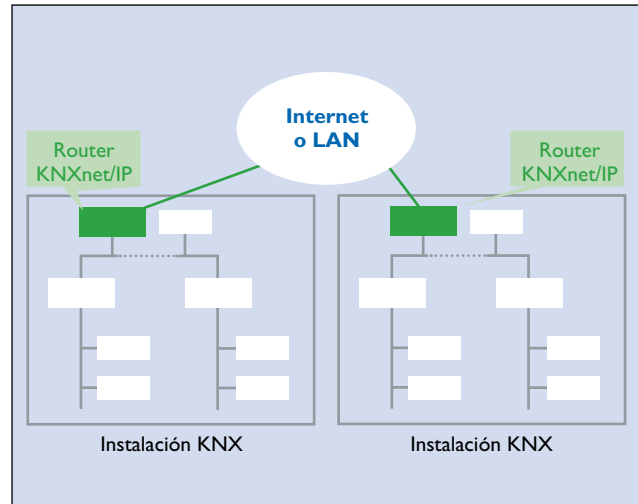 Internet
o LAN
Router
KNXnet/IP
Router
KNXnet/IP
Instalación KNX
Instalación KNX